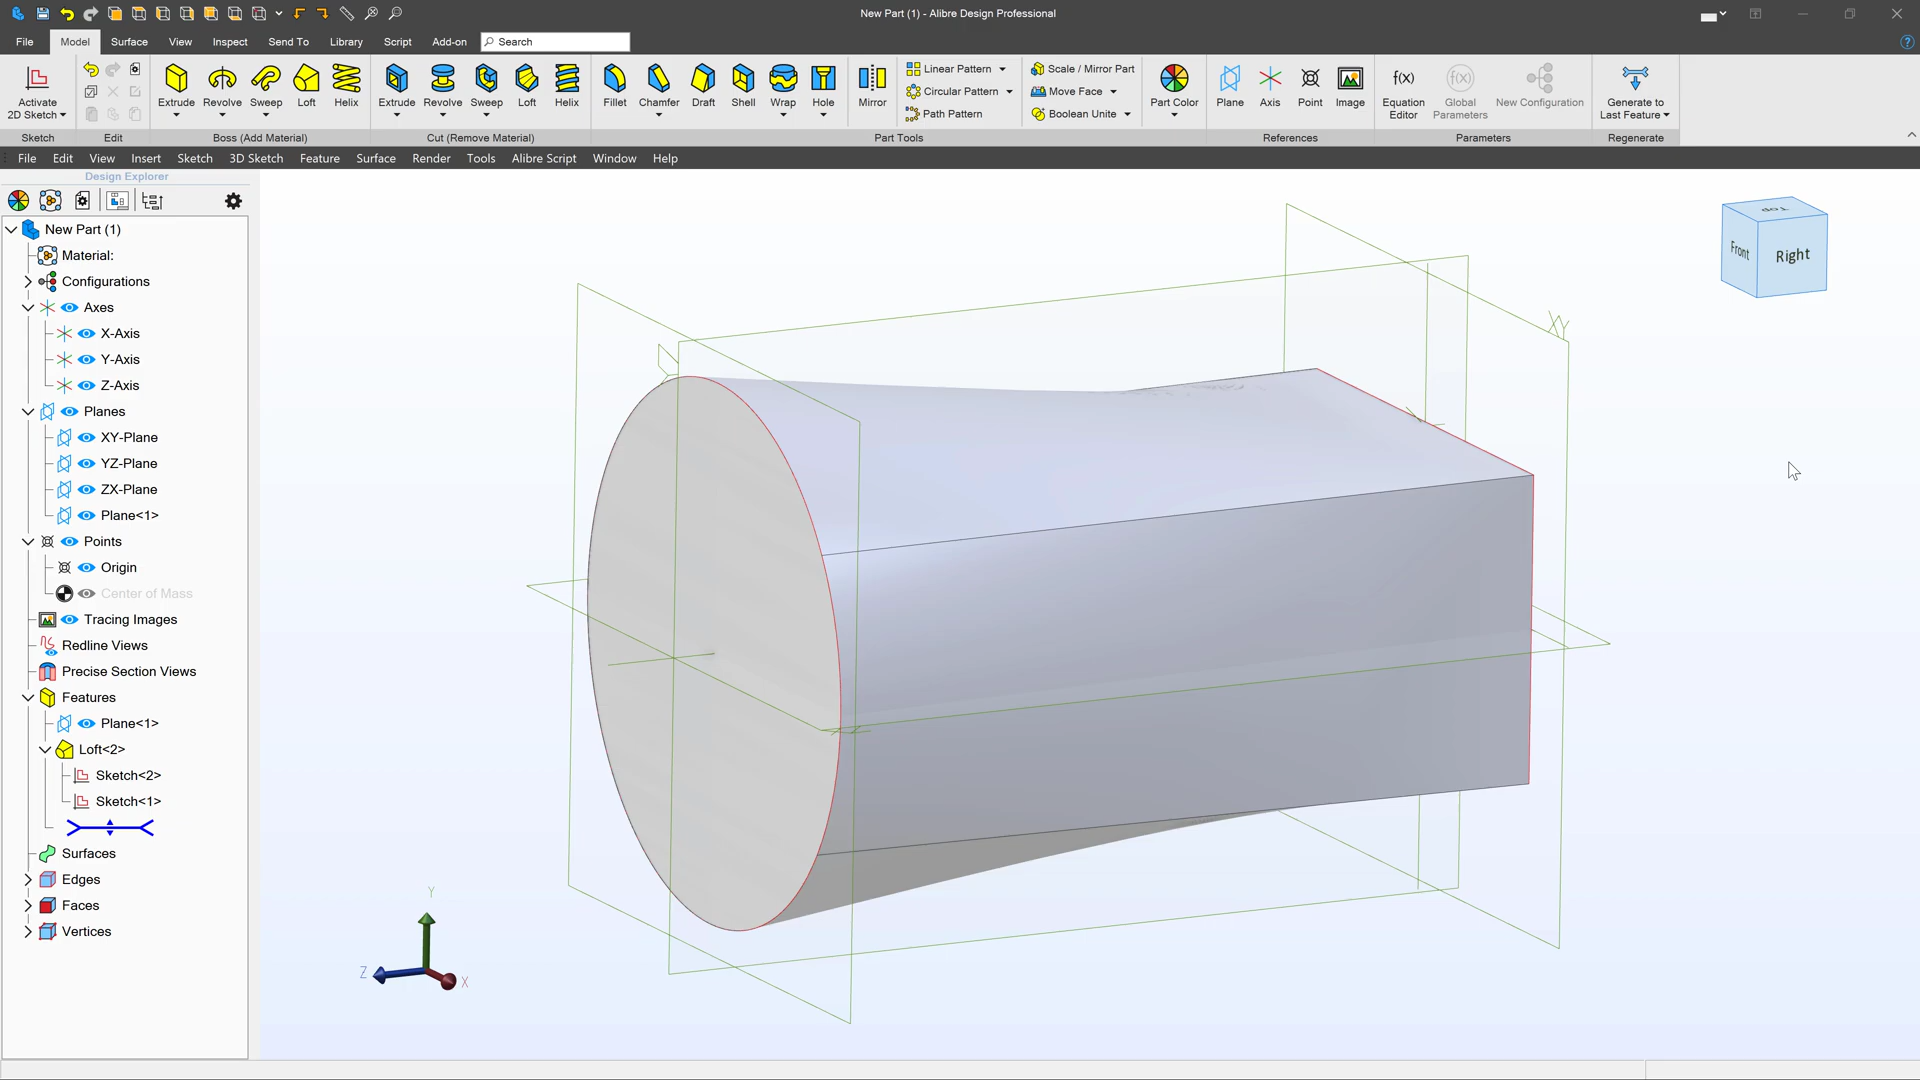 New Part (1) - Alibre Design Professional
File Model Surface View Inspect Send To Library Script Add-on Search
Activate 2D Sketch
Extrude Revolve Sweep Loft Helix
Extrude Revolve Sweep Loft Helix
Fillet Chamfer Draft Shell Wrap Hole
Mirror
Linear Pattern
Circular Pattern
Path Pattern
Scale / Mirror Part
Move Face
Boolean Unite
Part Color
Plane Axis Point Image
Equation Editor
Global Parameters
New Configuration
Generate to Last Feature
Sketch Edit Boss (Add Material) Cut (Remove Material) Part Tools References Parameters Regenerate
File Edit View Insert Sketch 3D Sketch Feature Surface Render Tools Alibre Script Window Help
Design Explorer
New Part (1)
Material:
Configurations
Axes
X-Axis
Y-Axis
Z-Axis
Planes
XY-Plane
YZ-Plane
ZX-Plane
Plane<1>
Points
Origin
Center of Mass
Tracing Images
Redline Views
Precise Section Views
Features
Plane<1>
Loft<2>
Sketch<2>
Sketch<1>
Surfaces
Edges
Faces
Vertices
Top
Front
Right
XY
Y
Z
X